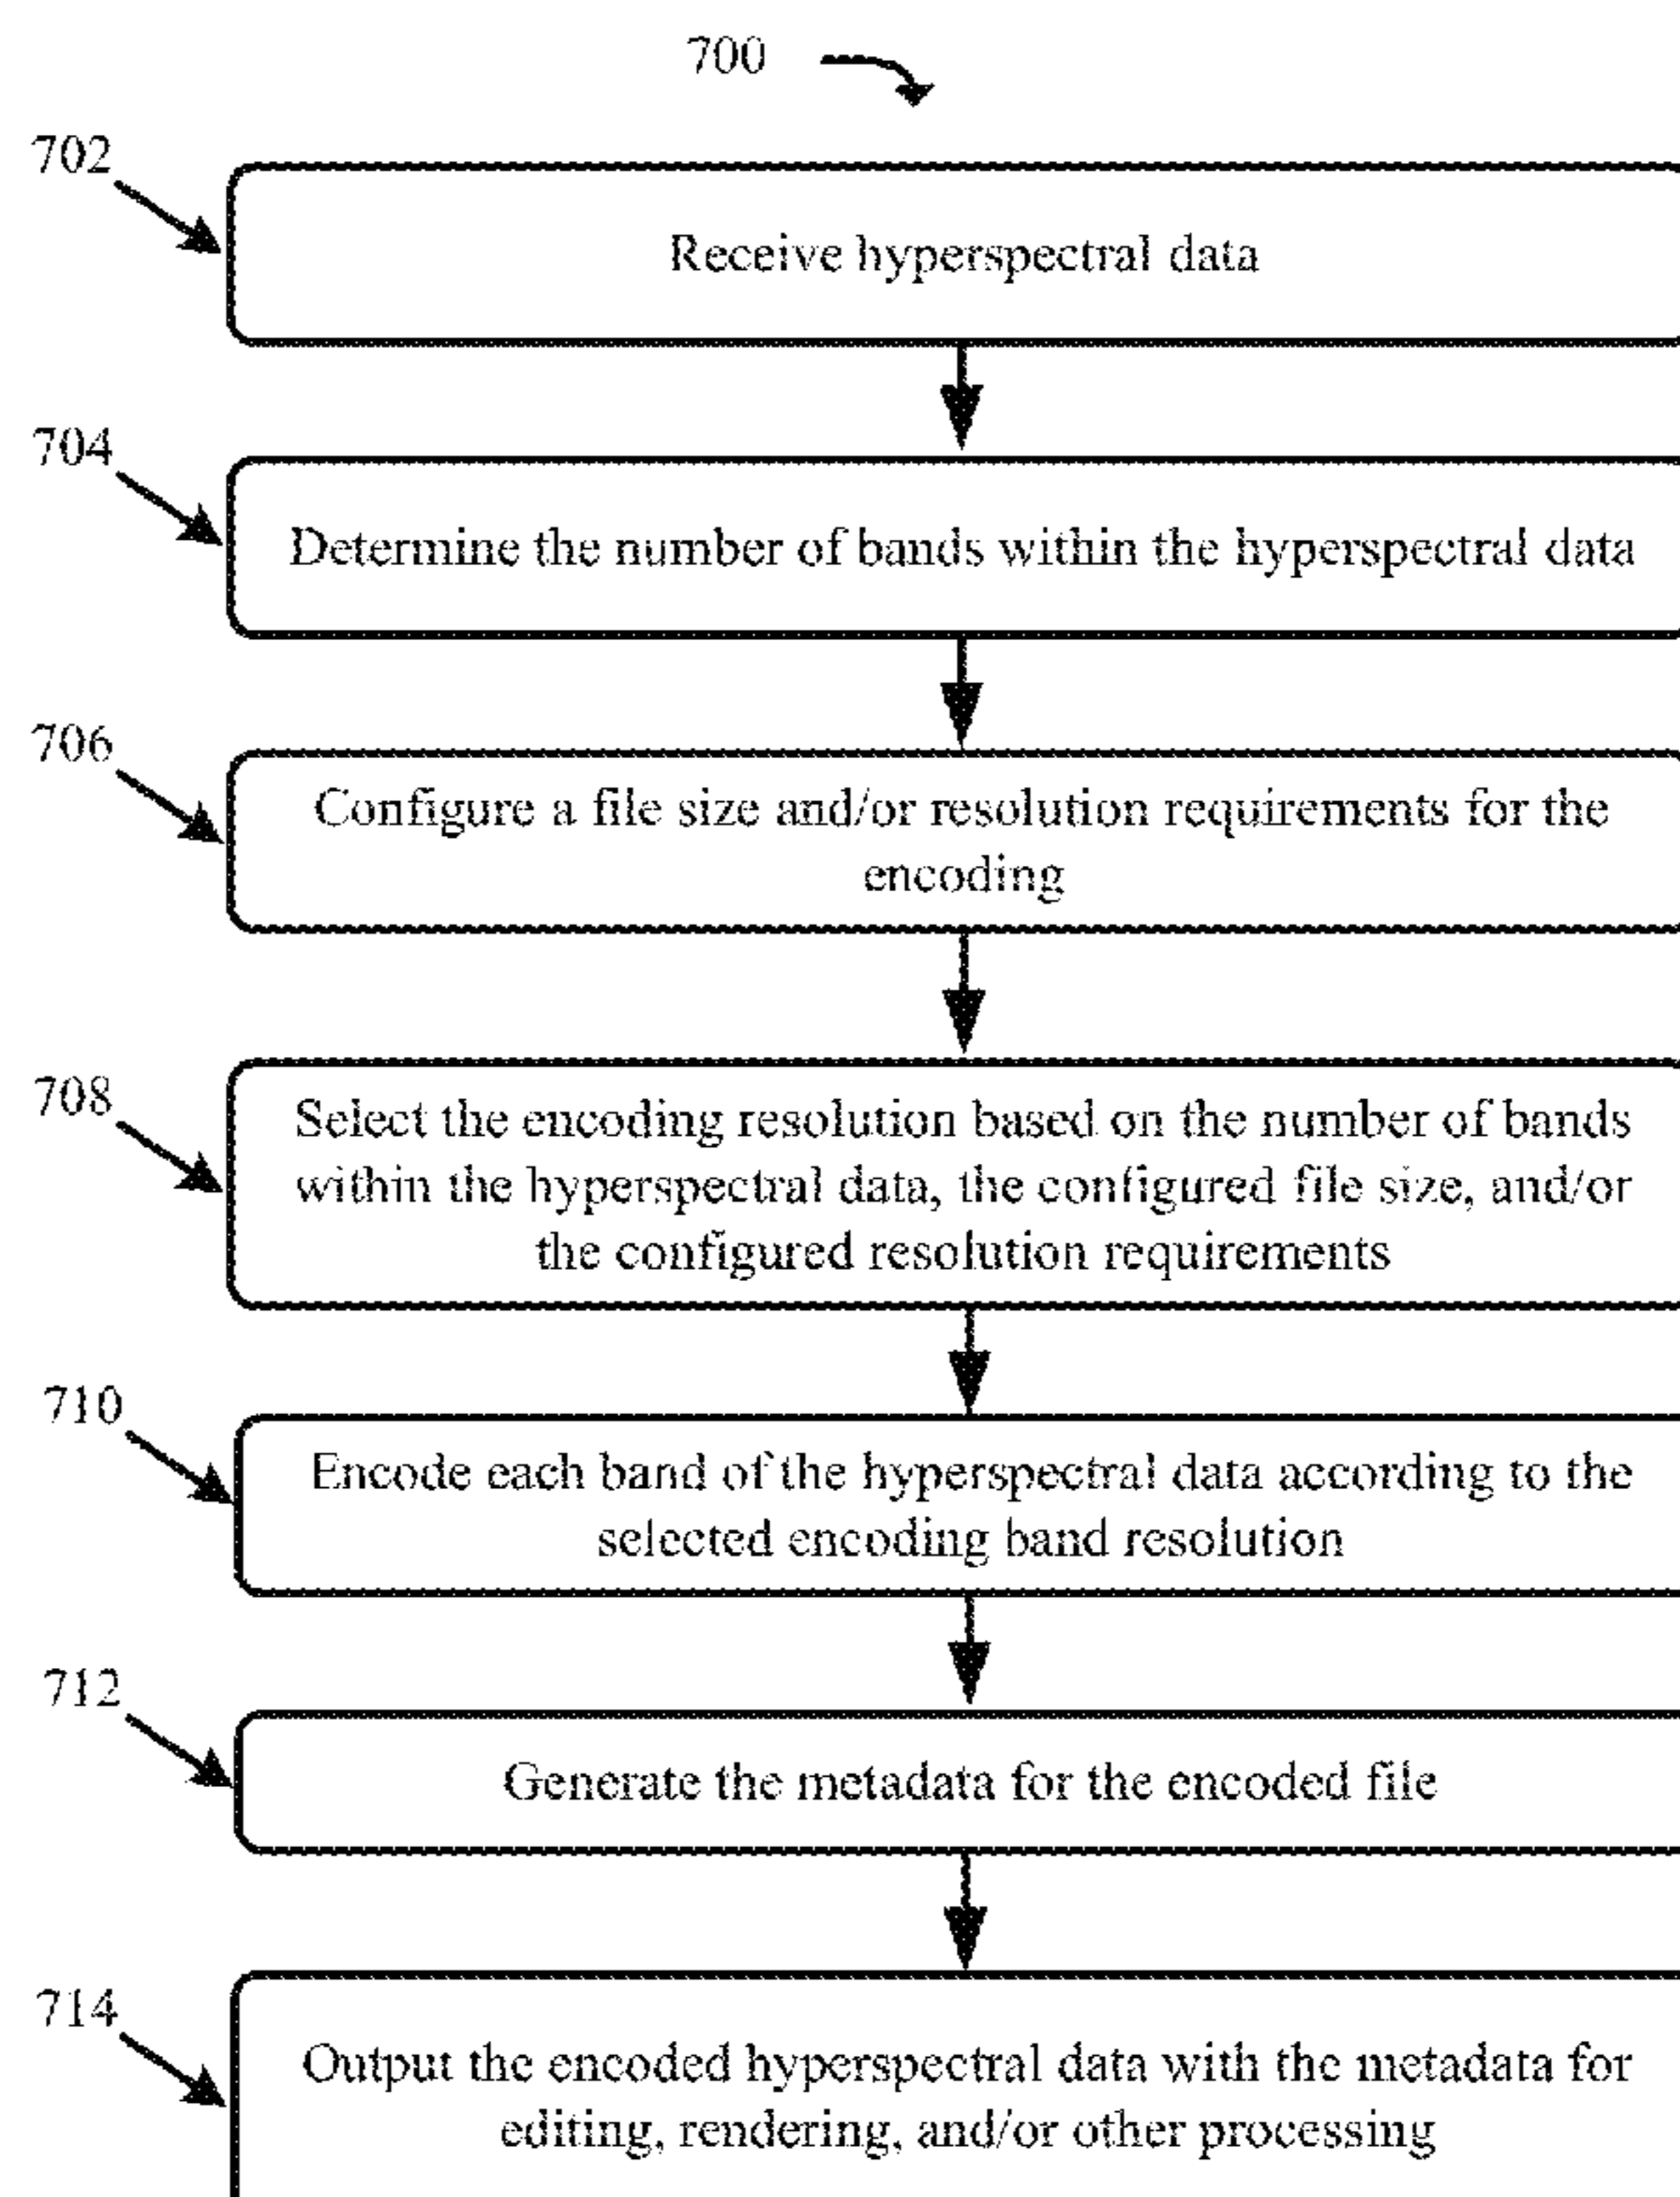 700
702
Receive hyperspectral data
704
Determine the number of bands within the hyperspectral data
706
Configure a file size and/or resolution requirements for the
encoding
708
Select the encoding resolution based on the number of bands
within the hyperspectral data, the configured file size, and/or
the configured resolution requirements
710
Encode each band of the hyperspectral data according to the
selected encoding band resolution
712
Generate the metadata for the encoded file
714
Output the encoded hyperspectral data with the metadata for
editing, rendering, and/or other processing